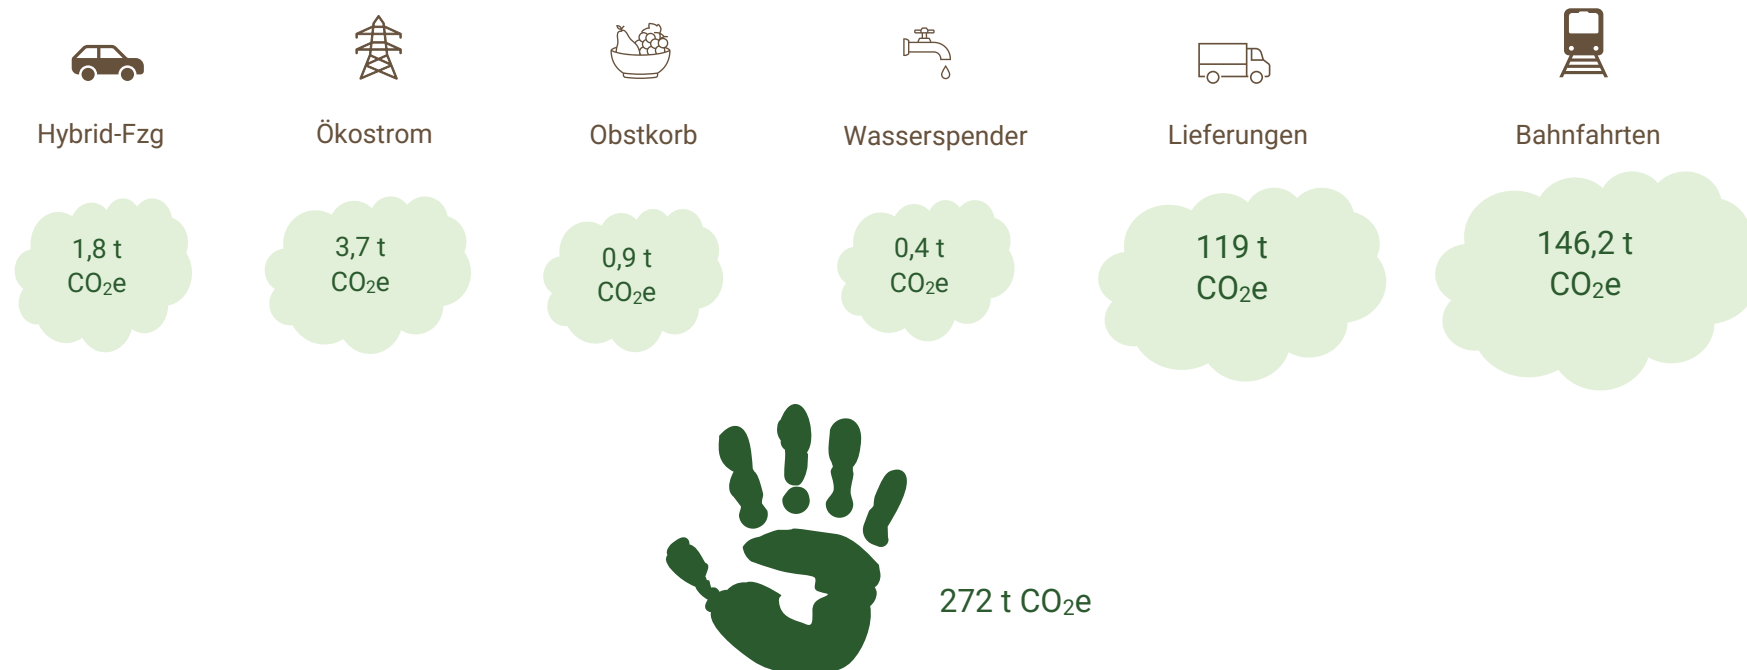 Hybrid-Fzg
Ökostrom
Obstkorb
Wasserspender
Lieferungen
Bahnfahrten
1,8 t
CO₂e
3,7 t
CO₂e
0,9 t
CO₂e
0,4 t
CO₂e
119 t
CO₂e
146,2 t
CO₂e
272 t CO₂e